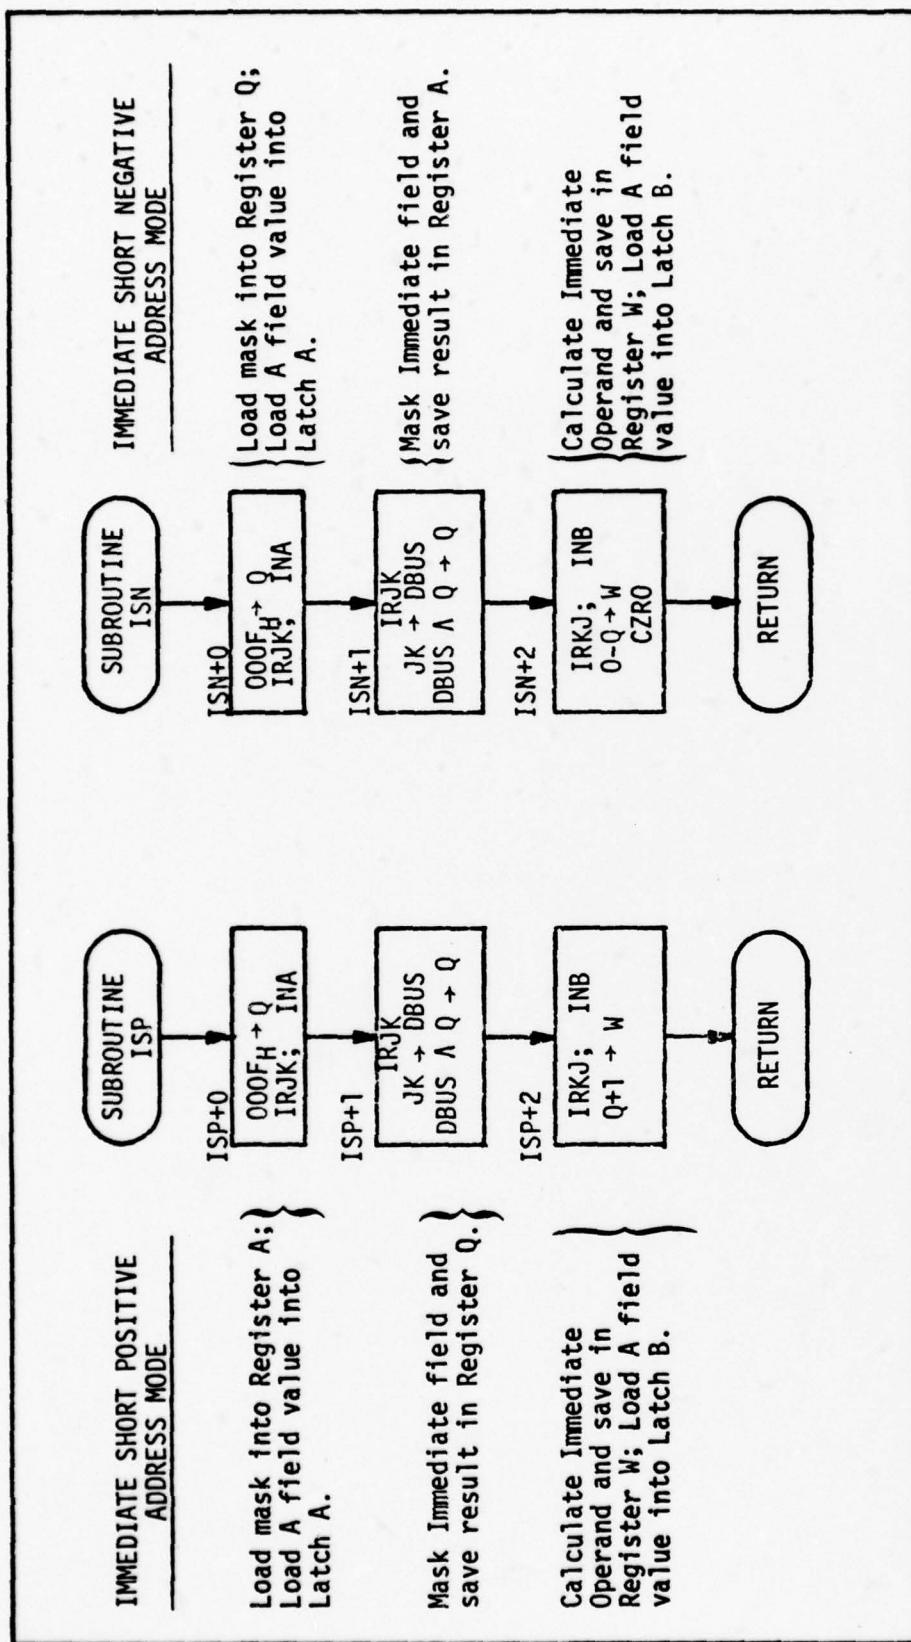 IMMEDIATE SHORT POSITIVE
ADDRESS MODE
Load mask into Register A;
Load A field value into
Latch A.
Mask Immediate field and
save result in Register Q.
Calculate Immediate
Operand and save in
Register W; Load A field
value into Latch B.
SUBROUTINE
ISP
ISP+0
000F_H → Q
IRJK; INA
ISP+1
IRJK
JK → DBUS
DBUS ∧ Q → Q
ISP+2
IRKJ; INB
Q+1 → W
RETURN
SUBROUTINE
ISN
ISN+0
000F_H → Q
IRJK; INA
ISN+1
IRJK
JK → DBUS
DBUS ∧ Q → Q
ISN+2
IRKJ; INB
0-Q → W
CZRO
RETURN
IMMEDIATE SHORT NEGATIVE
ADDRESS MODE
Load mask into Register Q;
Load A field value into
Latch A.
Mask Immediate field and
save result in Register A.
Calculate Immediate
Operand and save in
Register W; Load A field
value into Latch B.